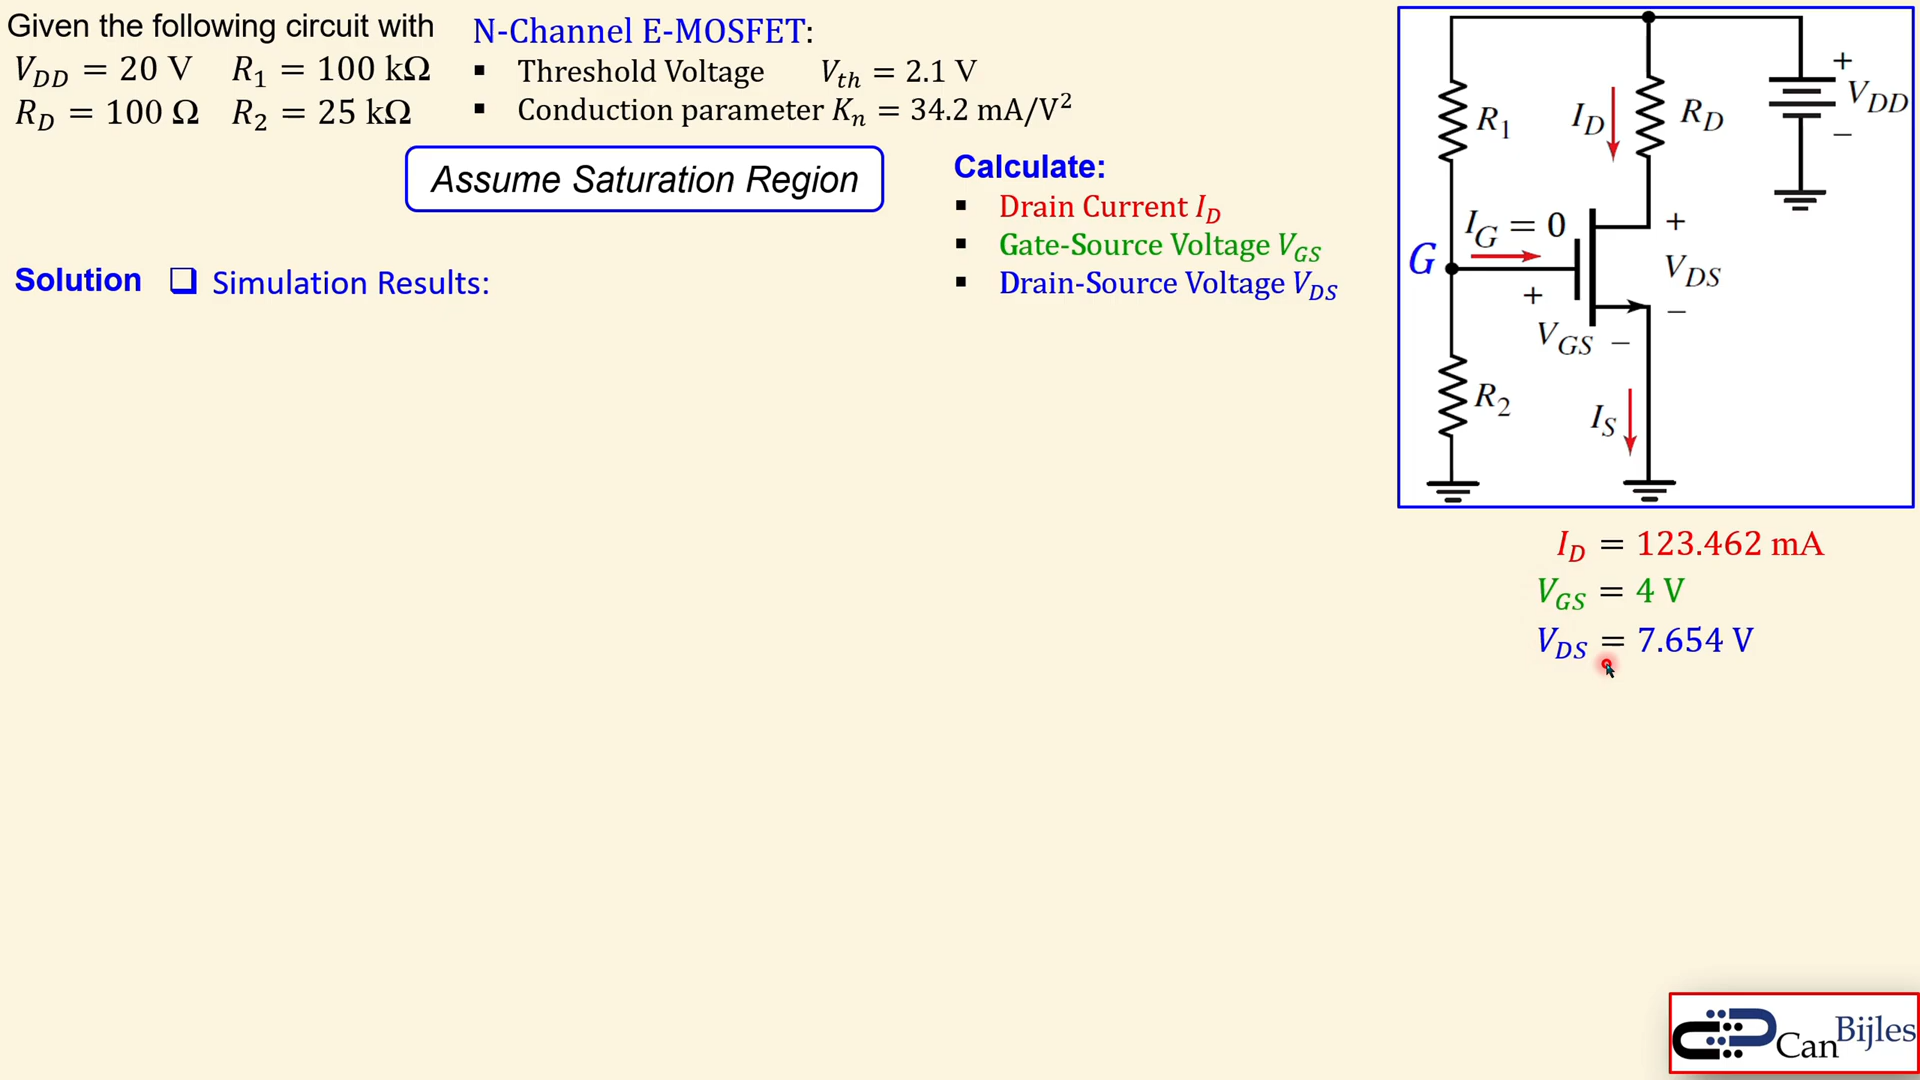 Given the following circuit with
V_DD = 20 V R_1 = 100 kΩ
R_D = 100 Ω R_2 = 25 kΩ
N-Channel E-MOSFET:
▪ Threshold Voltage V_th = 2.1 V
▪ Conduction parameter K_n = 34.2 mA/V²
Assume Saturation Region
Calculate:
▪ Drain Current I_D
▪ Gate-Source Voltage V_GS
▪ Drain-Source Voltage V_DS
Solution ❑ Simulation Results:
R_1
I_D
R_D
+
V_DD
−
I_G = 0
+
G
V_DS
+
−
V_GS −
R_2
I_S
I_D = 123.462 mA
V_GS = 4 V
V_DS = 7.654 V
Can Bijles